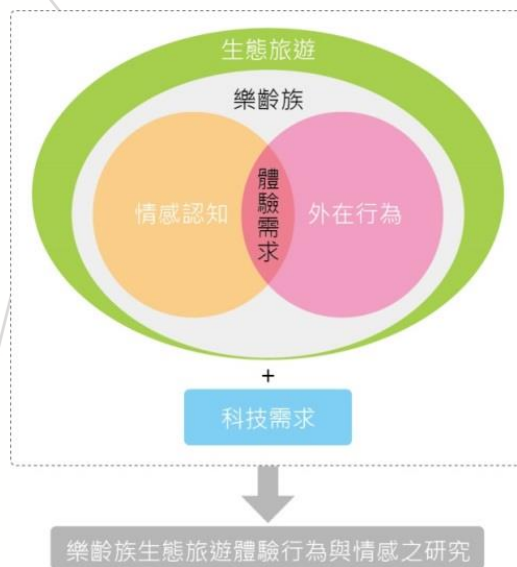 生態旅遊
樂齡族
情感認知
體驗需求
外在行為
+
科技需求
樂齡族生態旅遊體驗行為與情感之研究